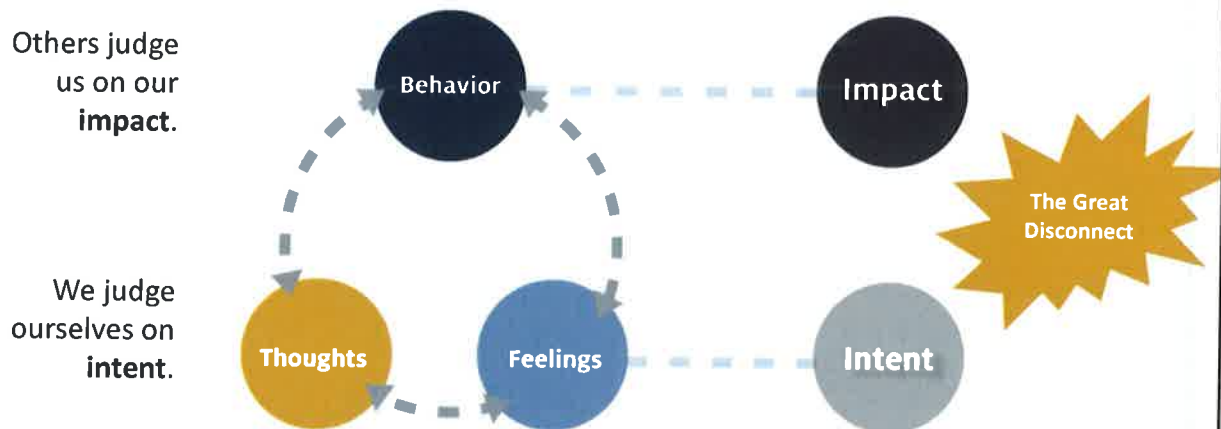 Others judge
us on our
impact.
Behavior
Impact
The Great
Disconnect
We judge
ourselves on
intent.
Thoughts
Feelings
Intent